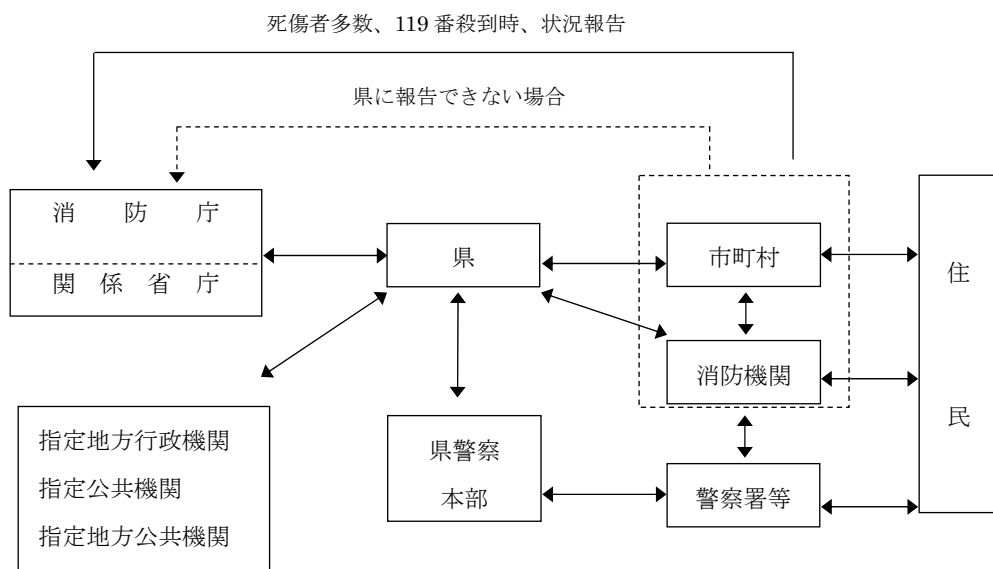 死傷者多数、119 番殺到時、状況報告
県に報告できない場合
消防庁
関係省庁
県
市町村
消防機関
住民
指定地方行政機関
指定公共機関
指定地方公共機関
県警察
本部
警察署等